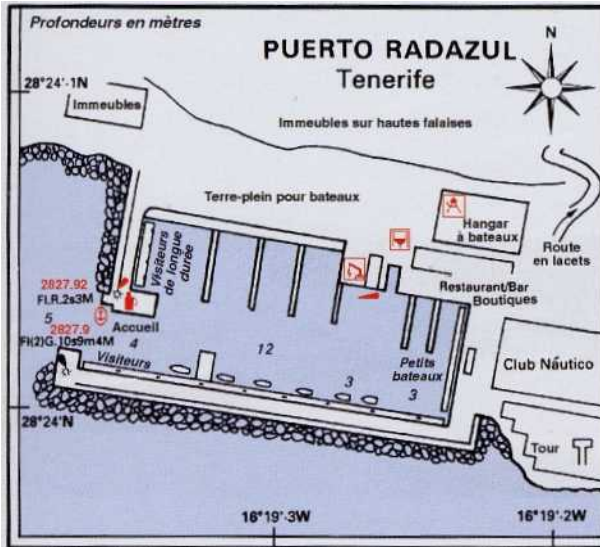 Profondeurs en mètres
PUERTO RADAZUL
Tenerife
N
28°24'·1N
Immeubles
Immeubles sur hautes falaises
Terre-plein pour bateaux
Hangar
à bateaux
Route
en lacets
Visiteurs
de longue
durée
Restaurant/Bar
Boutiques
2827.92
Fl.R.2s3M
5
2827.9
Fl(2)G.10s9m4M
Accueil
4
Visiteurs
12
3
Petits
bateaux
3
Club Náutico
28°24'N
Tour
16°19'·3W
16°19'·2W